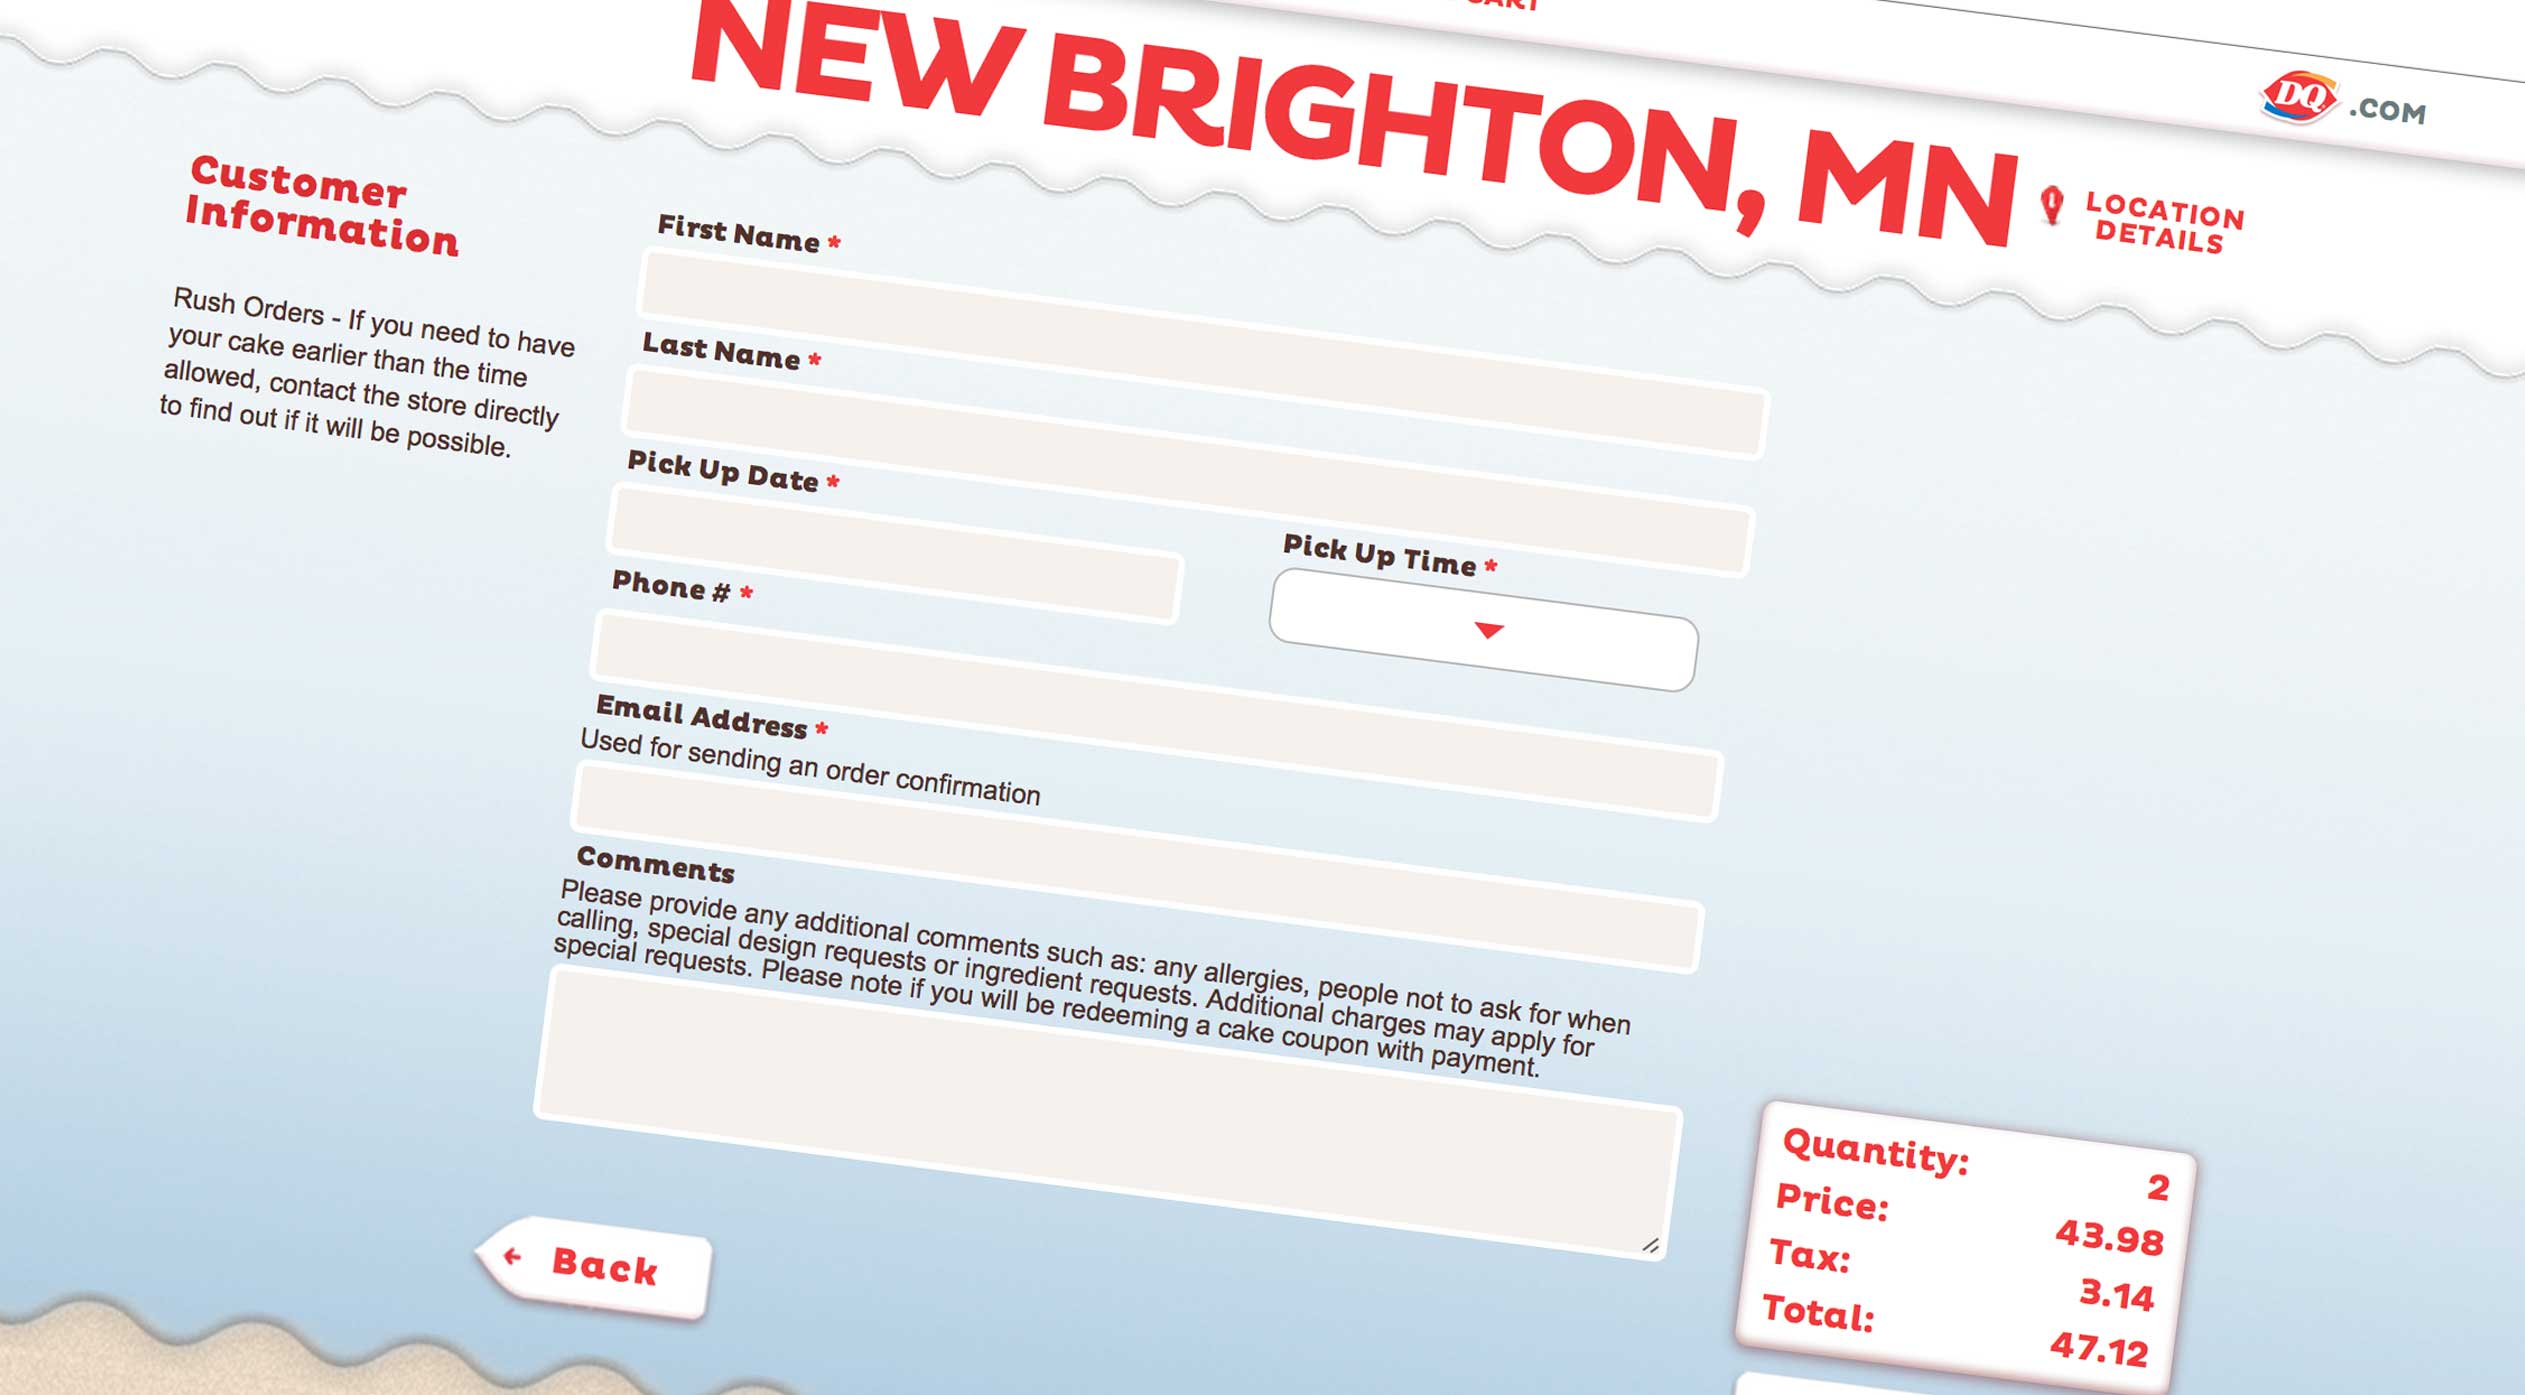 CART
NEW BRIGHTON, MN
DQ .COM
LOCATION
DETAILS
Customer
Information
Rush Orders - If you need to have
your cake earlier than the time
allowed, contact the store directly
to find out if it will be possible.
First Name *
Last Name *
Pick Up Date *
Pick Up Time *
Phone # *
Email Address *
Used for sending an order confirmation
Comments
Please provide any additional comments such as: any allergies, people not to ask for when
calling, special design requests or ingredient requests. Additional charges may apply for
special requests. Please note if you will be redeeming a cake coupon with payment.
Back
Quantity: 2
Price: 43.98
Tax: 3.14
Total: 47.12